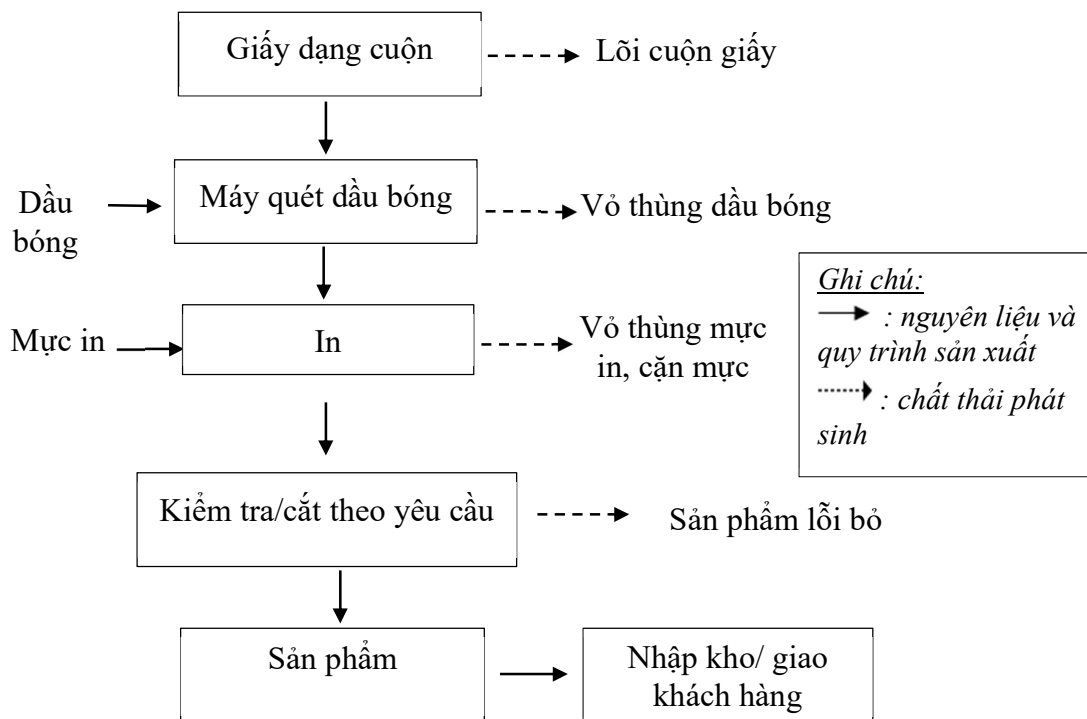 Giấy dạng cuộn
Lõi cuộn giấy
Dầu
bóng
Máy quét dầu bóng
Vỏ thùng dầu bóng
Mực in
In
Vỏ thùng mực
in, cặn mực
Ghi chú:
: nguyên liệu và
quy trình sản xuất
: chất thải phát
sinh
Kiểm tra/cắt theo yêu cầu
Sản phẩm lỗi bỏ
Sản phẩm
Nhập kho/ giao
khách hàng